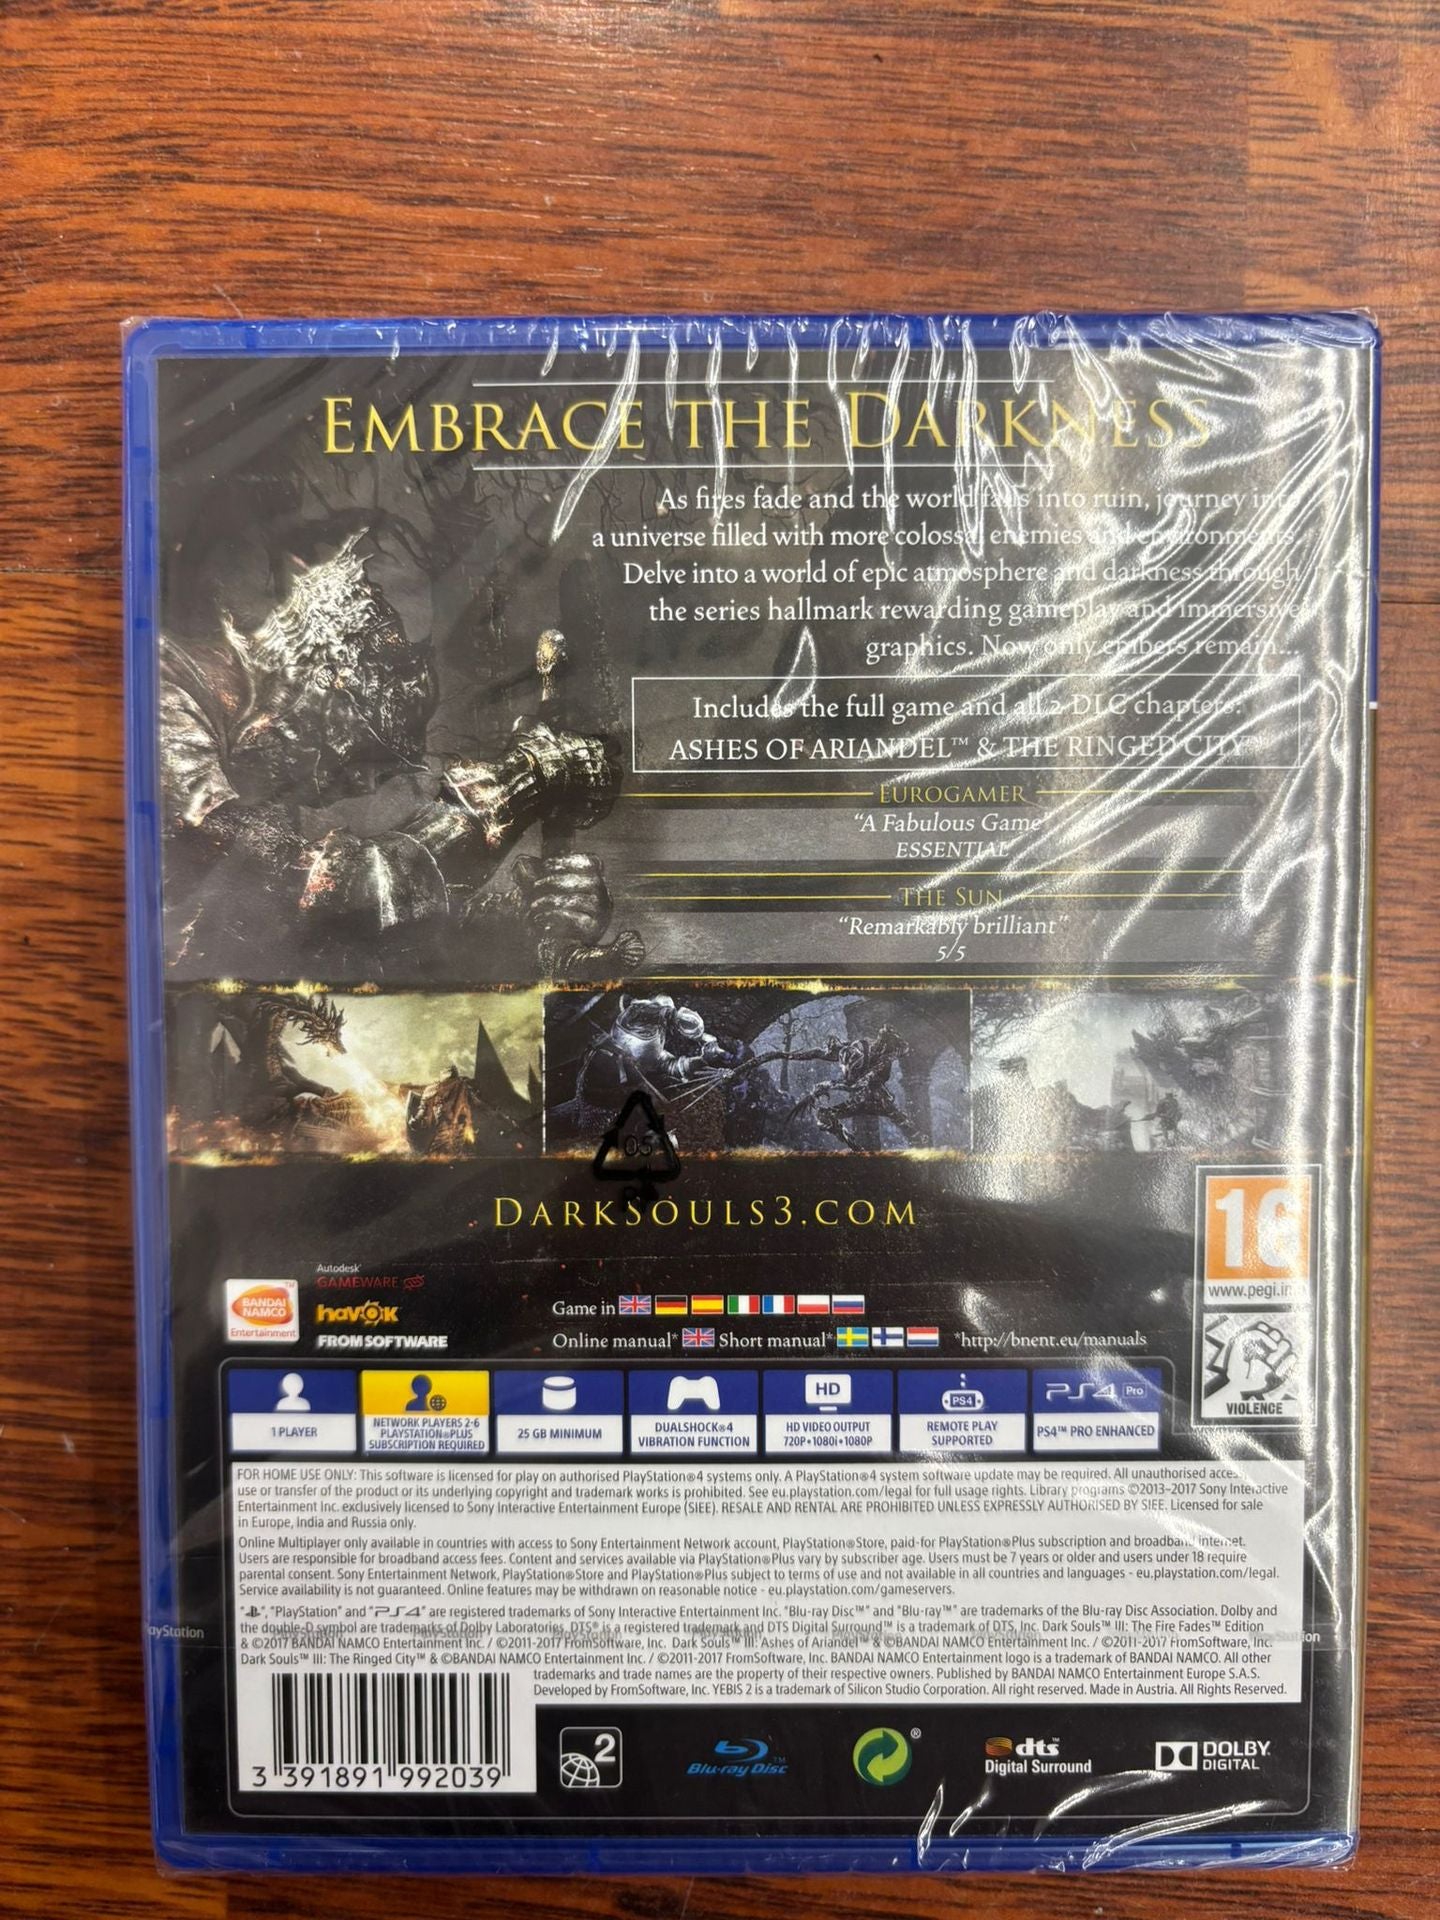 EMBRACE THE DARKNESS
As fires fade and the world falls into ruin, journey into
a universe filled with more colossal enemies and environments.
Delve into a world of epic atmosphere and darkness through
the series hallmark rewarding gameplay and immersive
graphics. Now only embers remain...
Includes the full game and all 2 DLC chapters:
ASHES OF ARIANDEL™ & THE RINGED CITY™
EUROGAMER
“A Fabulous Game
ESSENTIAL
THE SUN
“Remarkably brilliant”
5/5
05
DARKSOULS3.COM
16
www.pegi.in
VIOLENCE
Autodesk
GAMEWARE
BANDAI
NAMCO
Entertainment
havok
FROMSOFTWARE
Game in
Online manual* Short manual* *http://bnent.eu/manuals
1 PLAYER
NETWORK PLAYERS 2-6
PLAYSTATION®PLUS
SUBSCRIPTION REQUIRED
25 GB MINIMUM
DUALSHOCK®4
VIBRATION FUNCTION
HD
HD VIDEO OUTPUT
720P•1080i•1080P
PS4
REMOTE PLAY
SUPPORTED
PS4 Pro
PS4™ PRO ENHANCED
FOR HOME USE ONLY: This software is licensed for play on authorised PlayStation®4 systems only. A PlayStation®4 system software update may be required. All unauthorised access,
use or transfer of the product or its underlying copyright and trademark works is prohibited. See eu.playstation.com/legal for full usage rights. Library programs ©2013–2017 Sony Interactive
Entertainment Inc. exclusively licensed to Sony Interactive Entertainment Europe (SIEE). RESALE AND RENTAL ARE PROHIBITED UNLESS EXPRESSLY AUTHORISED BY SIEE. Licensed for sale
in Europe, India and Russia only.
Online Multiplayer only available in countries with access to Sony Entertainment Network account, PlayStation®Store, paid-for PlayStation®Plus subscription and broadband internet.
Users are responsible for broadband access fees. Content and services available via PlayStation®Plus vary by subscriber age. Users must be 7 years or older and users under 18 require
parental consent. Sony Entertainment Network, PlayStation®Store and PlayStation®Plus subject to terms of use and not available in all countries and languages - eu.playstation.com/legal.
Service availability is not guaranteed. Online features may be withdrawn on reasonable notice - eu.playstation.com/gameservers.
" ", "PlayStation" and "PS4" are registered trademarks of Sony Interactive Entertainment Inc. "Blu-ray Disc™" and "Blu-ray™" are trademarks of the Blu-ray Disc Association. Dolby and
the double-D symbol are trademarks of Dolby Laboratories. DTS® is a registered trademark and DTS Digital Surround™ is a trademark of DTS, Inc. Dark Souls™ III: The Fire Fades™ Edition
& ©2017 BANDAI NAMCO Entertainment Inc. / ©2011-2017 FromSoftware, Inc. Dark Souls™ III: Ashes of Ariandel™ & ©BANDAI NAMCO Entertainment Inc. / ©2011-2017 FromSoftware, Inc.
Dark Souls™ III: The Ringed City™ & ©BANDAI NAMCO Entertainment Inc. / ©2011-2017 FromSoftware, Inc. BANDAI NAMCO Entertainment logo is a trademark of BANDAI NAMCO. All other
trademarks and trade names are the property of their respective owners. Published by BANDAI NAMCO Entertainment Europe S.A.S.
Developed by FromSoftware, Inc. YEBIS 2 is a trademark of Silicon Studio Corporation. All right reserved. Made in Austria. All Rights Reserved.
3 391891 992039
2
Blu-ray Disc™
®
dts™
Digital Surround
DOLBY
DIGITAL